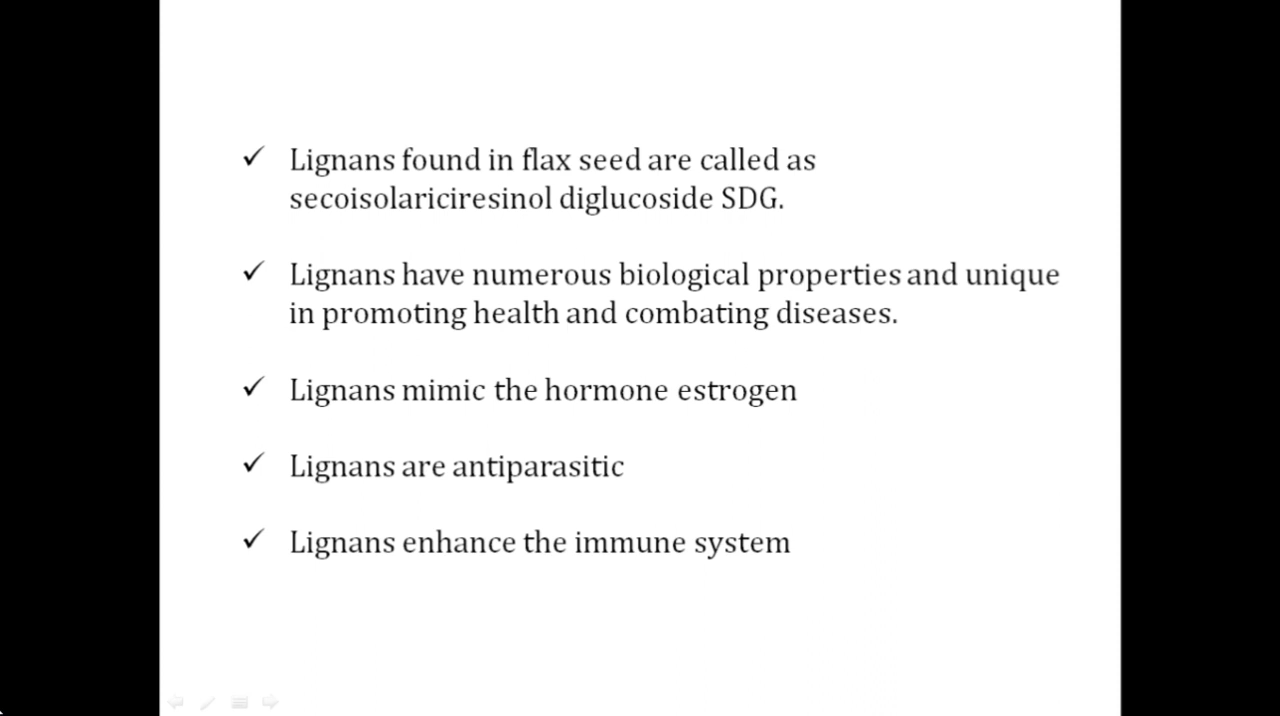 ✓ Lignans found in flax seed are called as
secoisolariciresinol diglucoside SDG.
✓ Lignans have numerous biological properties and unique
in promoting health and combating diseases.
✓ Lignans mimic the hormone estrogen
✓ Lignans are antiparasitic
✓ Lignans enhance the immune system